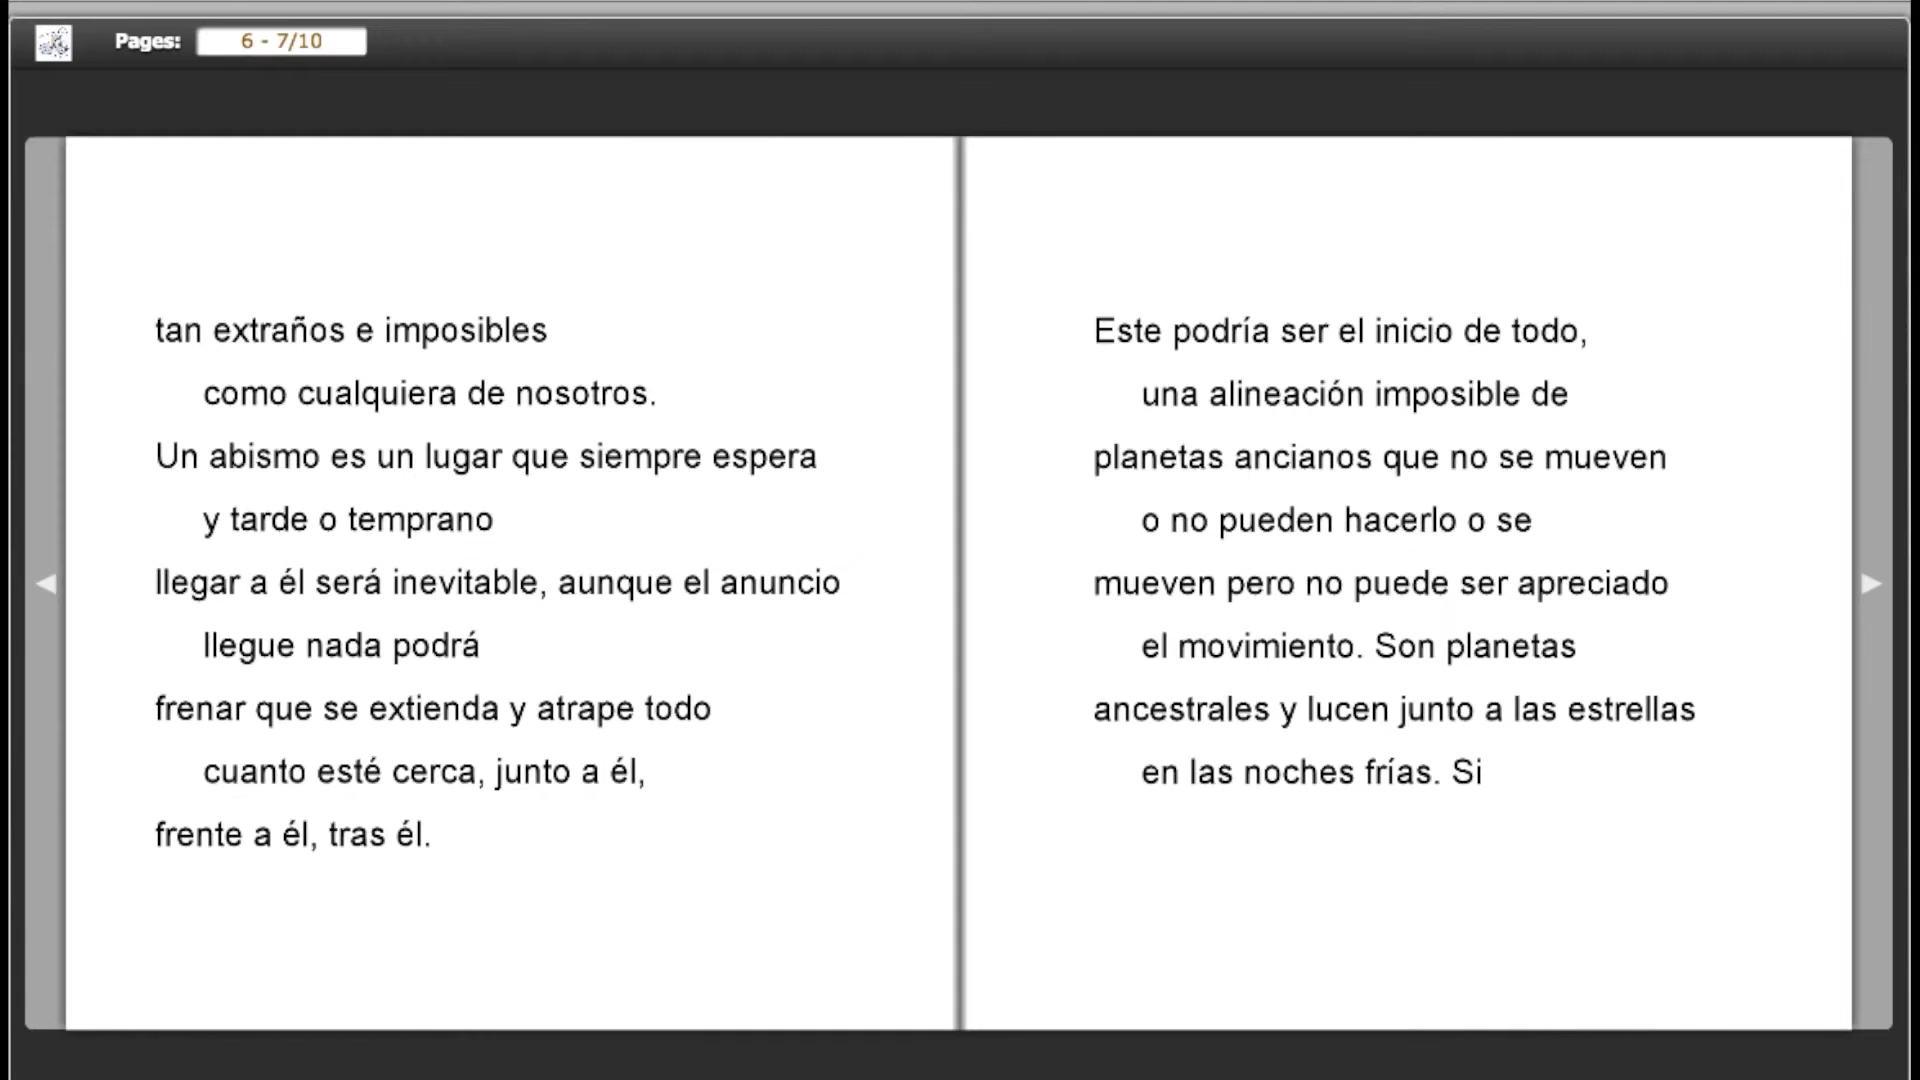 Pages: 6 - 7/10
tan extraños e imposibles
como cualquiera de nosotros.
Un abismo es un lugar que siempre espera
y tarde o temprano
llegar a él será inevitable, aunque el anuncio
llegue nada podrá
frenar que se extienda y atrape todo
cuanto esté cerca, junto a él,
frente a él, tras él.
Este podría ser el inicio de todo,
una alineación imposible de
planetas ancianos que no se mueven
o no pueden hacerlo o se
mueven pero no puede ser apreciado
el movimiento. Son planetas
ancestrales y lucen junto a las estrellas
en las noches frías. Si